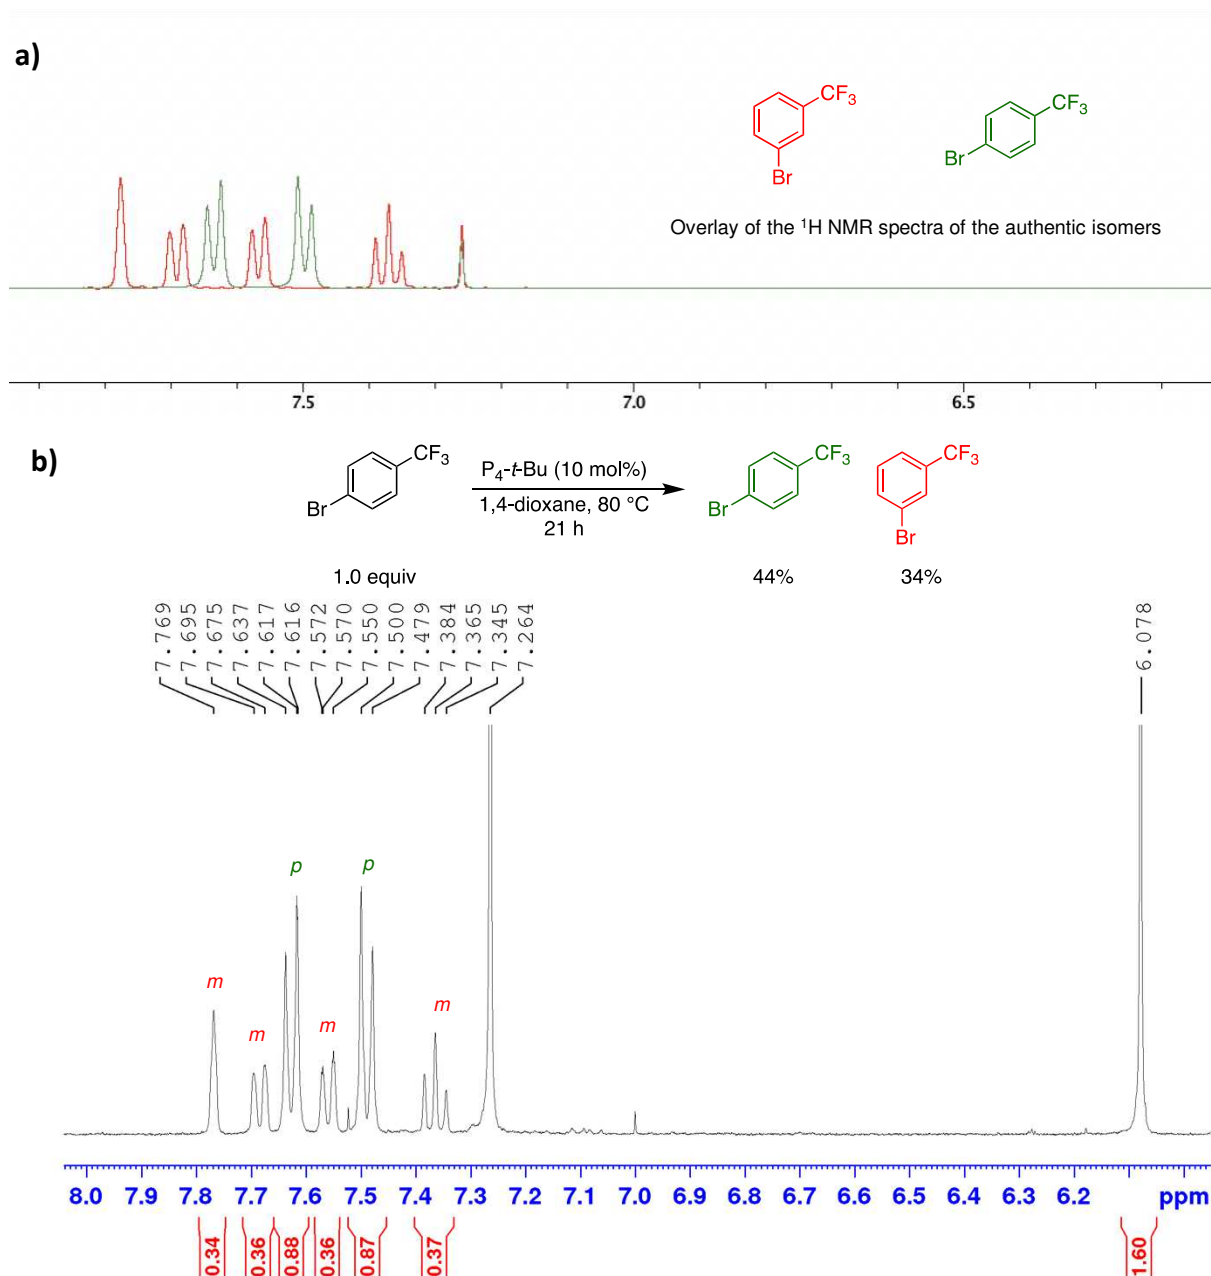 a)
CF₃
Br
CF₃
Br
Overlay of the ¹H NMR spectra of the authentic isomers
7.5 7.0 6.5
b)
CF₃
Br
P₄-t-Bu (10 mol%)
1,4-dioxane, 80 °C
21 h
CF₃
Br
CF₃
Br
1.0 equiv 44% 34%
7.769
7.695
7.675
7.637
7.617
7.616
7.572
7.570
7.550
7.500
7.479
7.384
7.365
7.345
7.264
6.078
p p
m m m m
8.0 7.9 7.8 7.7 7.6 7.5 7.4 7.3 7.2 7.1 7.0 6.9 6.8 6.7 6.6 6.5 6.4 6.3 6.2 ppm
0.34
0.36
0.88
0.36
0.87
0.37
1.60